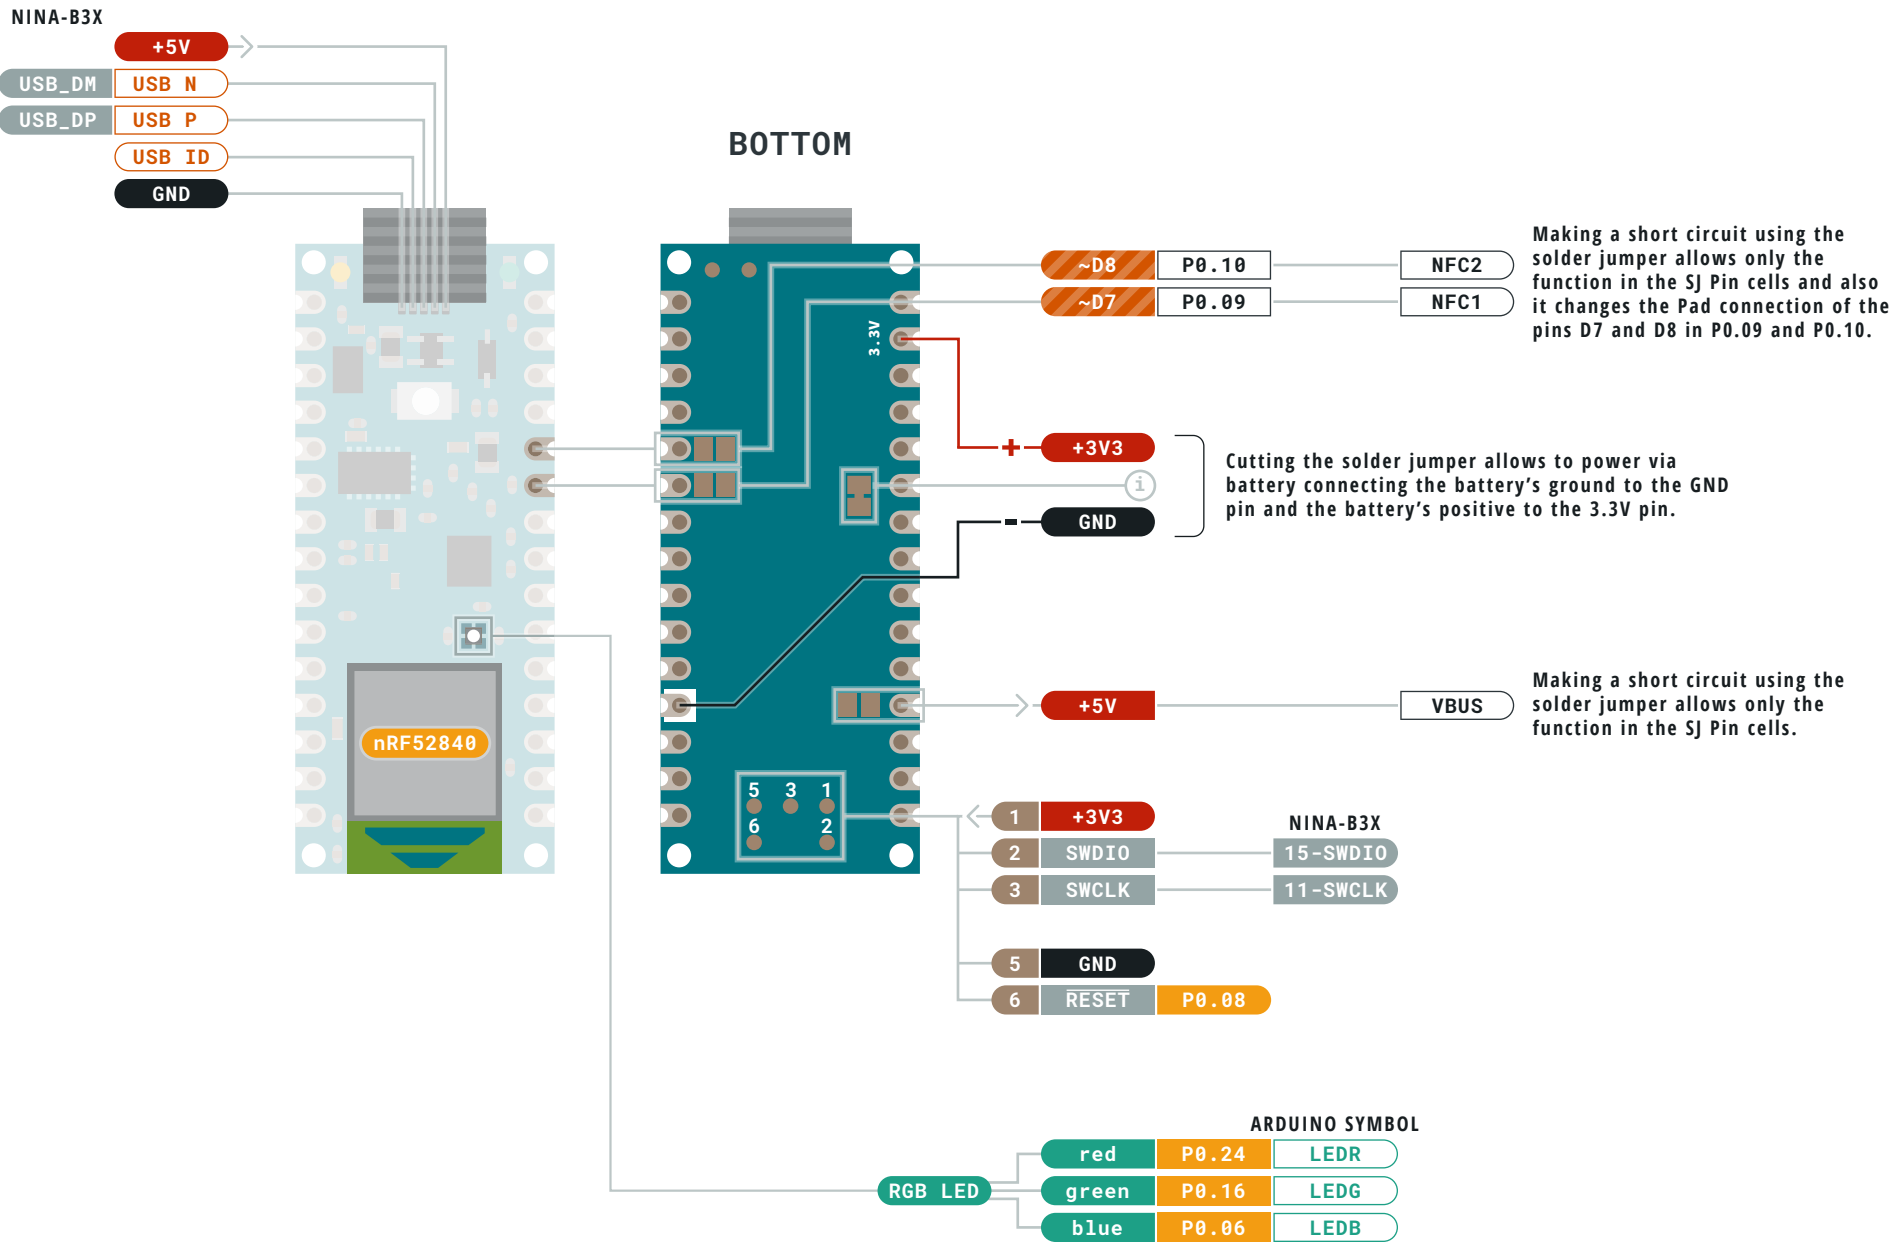 NINA-B3X
+5V
USB_DM USB N
USB_DP USB P
USB ID
GND
BOTTOM
~D8 P0.10 NFC2
~D7 P0.09 NFC1
Making a short circuit using the
solder jumper allows only the
function in the SJ Pin cells and also
it changes the Pad connection of the
pins D7 and D8 in P0.09 and P0.10.
3.3V
+ +3V3
i
- GND
Cutting the solder jumper allows to power via
battery connecting the battery’s ground to the GND
pin and the battery’s positive to the 3.3V pin.
+5V VBUS
Making a short circuit using the
solder jumper allows only the
function in the SJ Pin cells.
nRF52840
5 3 1
6 2
1 +3V3
NINA-B3X
2 SWDIO 15-SWDIO
3 SWCLK 11-SWCLK
5 GND
6 RESET P0.08
ARDUINO SYMBOL
RGB LED
red P0.24 LEDR
green P0.16 LEDG
blue P0.06 LEDB